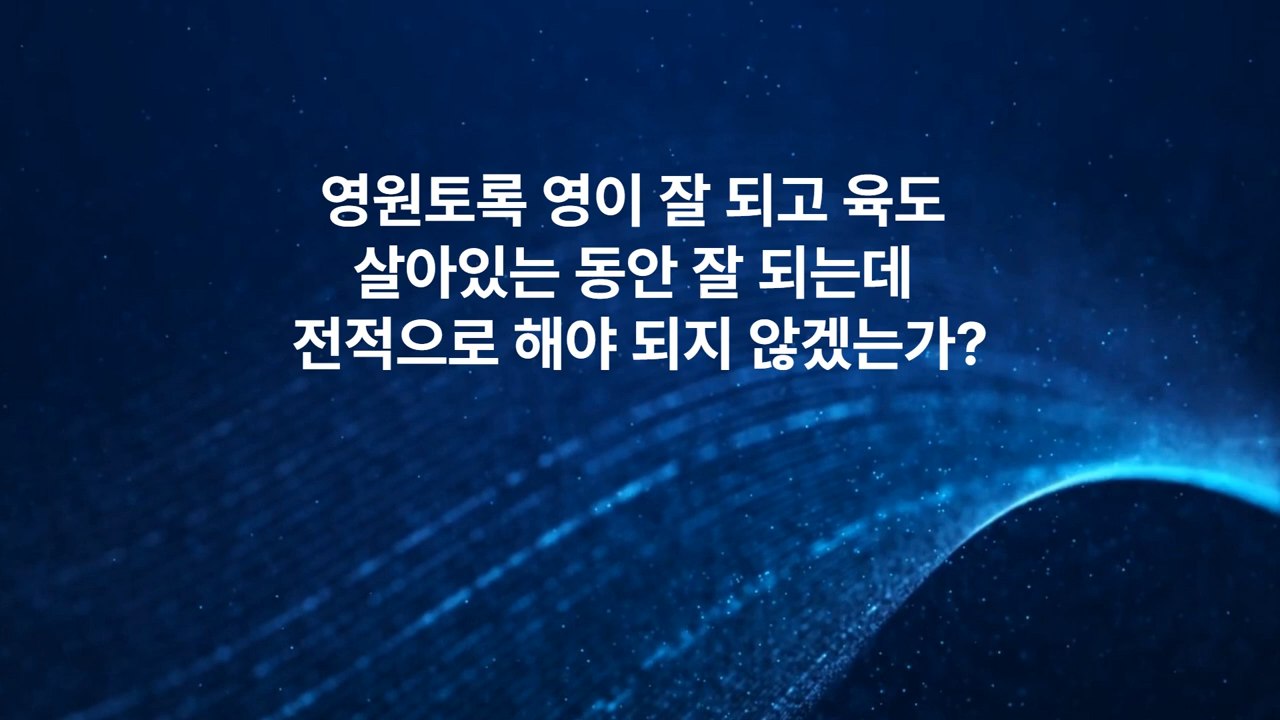 영원토록 영이 잘 되고 육도
살아있는 동안 잘 되는데
전적으로 해야 되지 않겠는가?